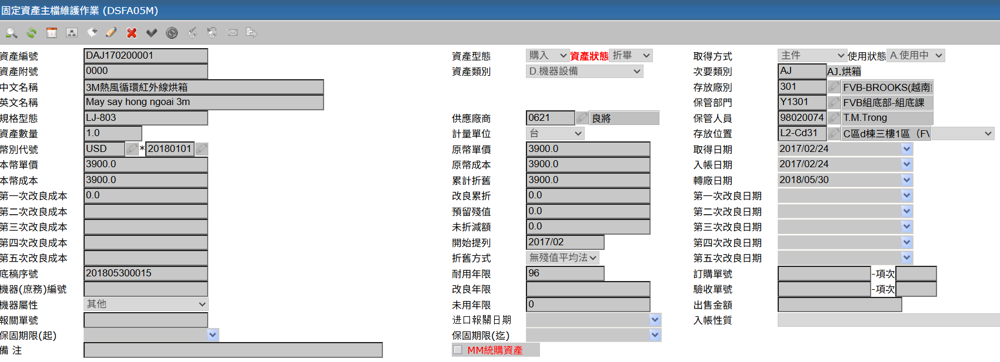 固定資產主檔維護作業 (DSFA05M)
資產編號 DAJ170200001 資產型態 購入 資產狀態 折畢 取得方式 主件 使用狀態 A.使用中
資產附號 0000 資產類別 D.機器設備 次要類別 AJ AJ.烘箱
中文名稱 3M熱風循環紅外線烘箱 存放廠別 301 FVB-BROOKS(越南
英文名稱 May say hong ngoai 3m 保管部門 Y1301 FVB組底部-組底課
規格型態 LJ-803 供應廠商 0621 良將 保管人員 98020074 T.M.Trong
資產數量 1.0 計量單位 台 存放位置 L2-Cd31 C區d棟三樓1區（FV
幣別代號 USD * 20180101 原幣單價 3900.0 取得日期 2017/02/24
本幣單價 3900.0 原幣成本 3900.0 入帳日期 2017/02/24
本幣成本 3900.0 累計折舊 3900.0 轉廠日期 2018/05/30
第一次改良成本 0.0 改良累折 0.0 第一次改良日期
第二次改良成本 預留殘值 0.0 第二次改良日期
第三次改良成本 未折減額 0.0 第三次改良日期
第四次改良成本 開始提列 2017/02 第四次改良日期
第五次改良成本 折舊方式 無殘值平均法 第五次改良日期
底稿序號 201805300015 耐用年限 96 訂購單號 -項次
機器(庶務)編號 改良年限 驗收單號 -項次
機器屬性 其他 未用年限 0 出售金額
報關單號 进口報關日期 入帳性質
保固期限(起) 保固期限(迄)
備 注 MM統購資產